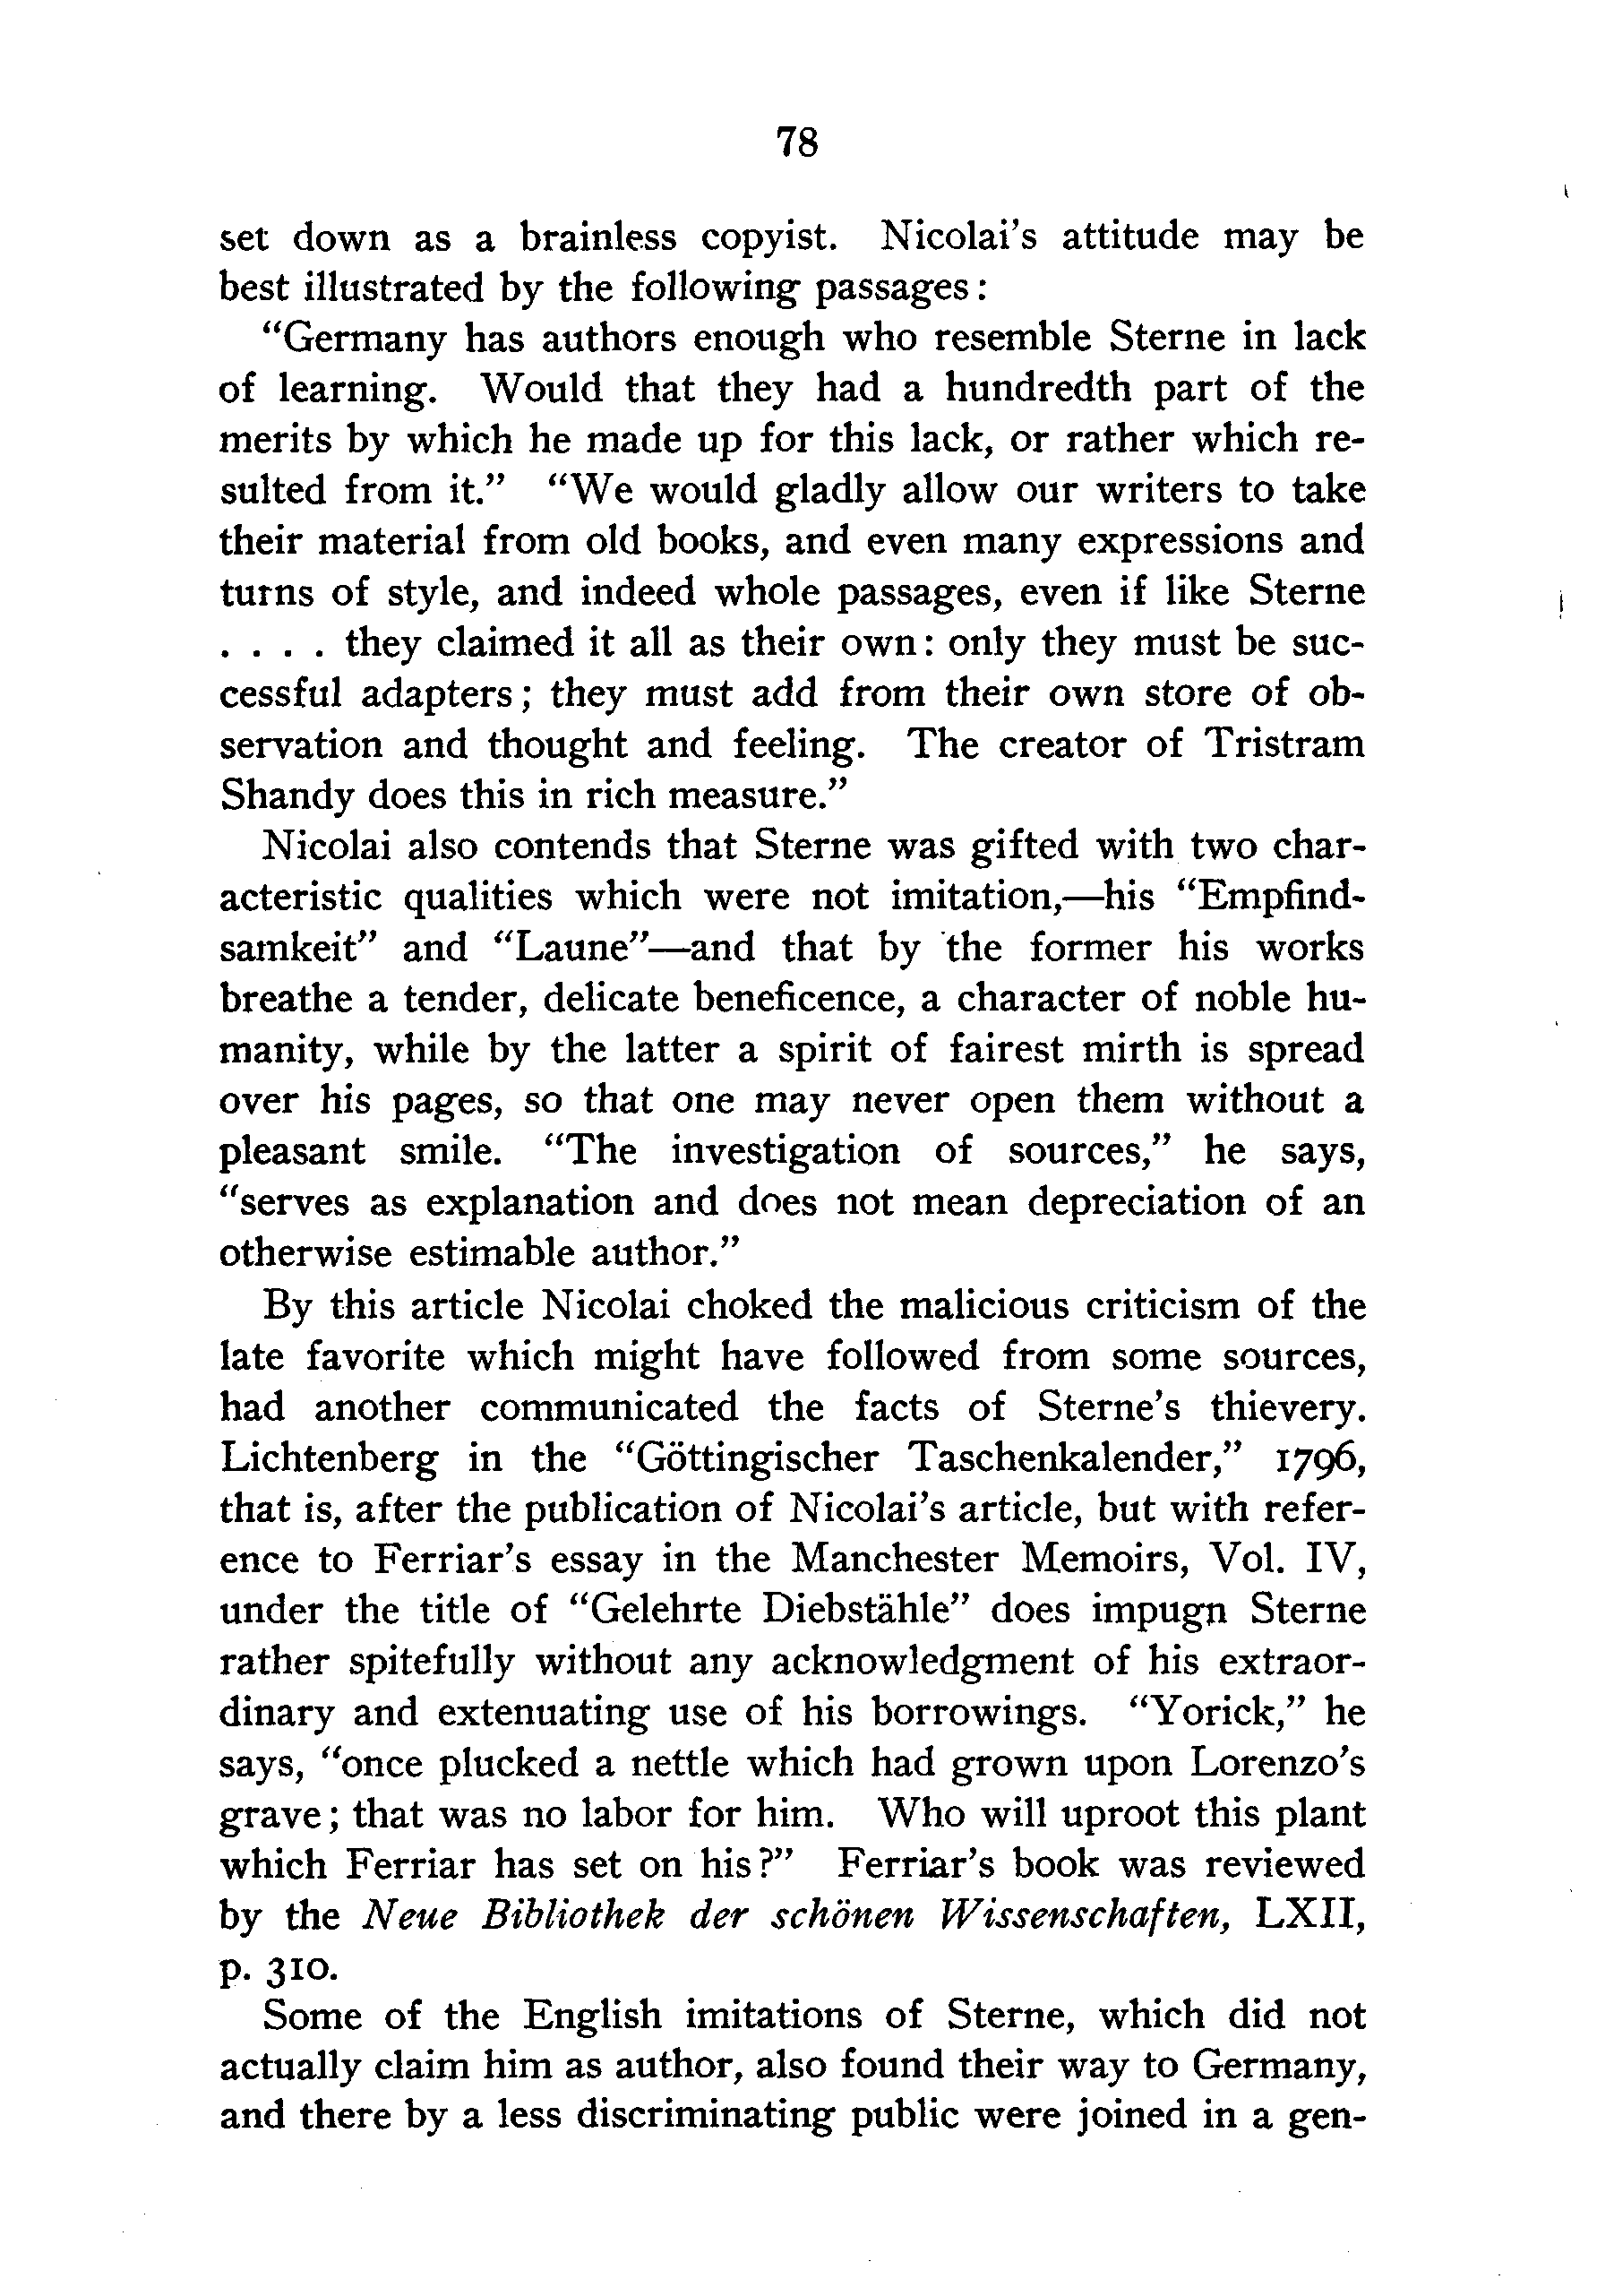 78
set down as a brainless copyist. Nicolai's attitude may be
best illustrated by the following passages:
"Germany has authors enough who resemble Sterne in lack
of learning. Would that they had a hundredth part of the
merits by which he made up for this lack, or rather which re-
sulted from it." "We would gladly allow our writers to take
their material from old books, and even many expressions and
turns of style, and indeed whole passages, even if like Sterne
. . . . they claimed it all as their own: only they must be suc-
cessful adapters; they must add from their own store of ob-
servation and thought and feeling. The creator of Tristram
Shandy does this in rich measure."
Nicolai also contends that Sterne was gifted with two char-
acteristic qualities which were not imitation,—his "Empfind-
samkeit" and "Laune"—and that by the former his works
breathe a tender, delicate beneficence, a character of noble hu-
manity, while by the latter a spirit of fairest mirth is spread
over his pages, so that one may never open them without a
pleasant smile. "The investigation of sources," he says,
"serves as explanation and does not mean depreciation of an
otherwise estimable author."
By this article Nicolai choked the malicious criticism of the
late favorite which might have followed from some sources,
had another communicated the facts of Sterne's thievery.
Lichtenberg in the "Göttingischer Taschenkalender," 1796,
that is, after the publication of Nicolai's article, but with refer-
ence to Ferriar's essay in the Manchester Memoirs, Vol. IV,
under the title of "Gelehrte Diebstähle" does impugn Sterne
rather spitefully without any acknowledgment of his extraor-
dinary and extenuating use of his borrowings. "Yorick," he
says, "once plucked a nettle which had grown upon Lorenzo's
grave; that was no labor for him. Who will uproot this plant
which Ferriar has set on his?" Ferriar's book was reviewed
by the Neue Bibliothek der schönen Wissenschaften, LXII,
p. 310.
Some of the English imitations of Sterne, which did not
actually claim him as author, also found their way to Germany,
and there by a less discriminating public were joined in a gen-